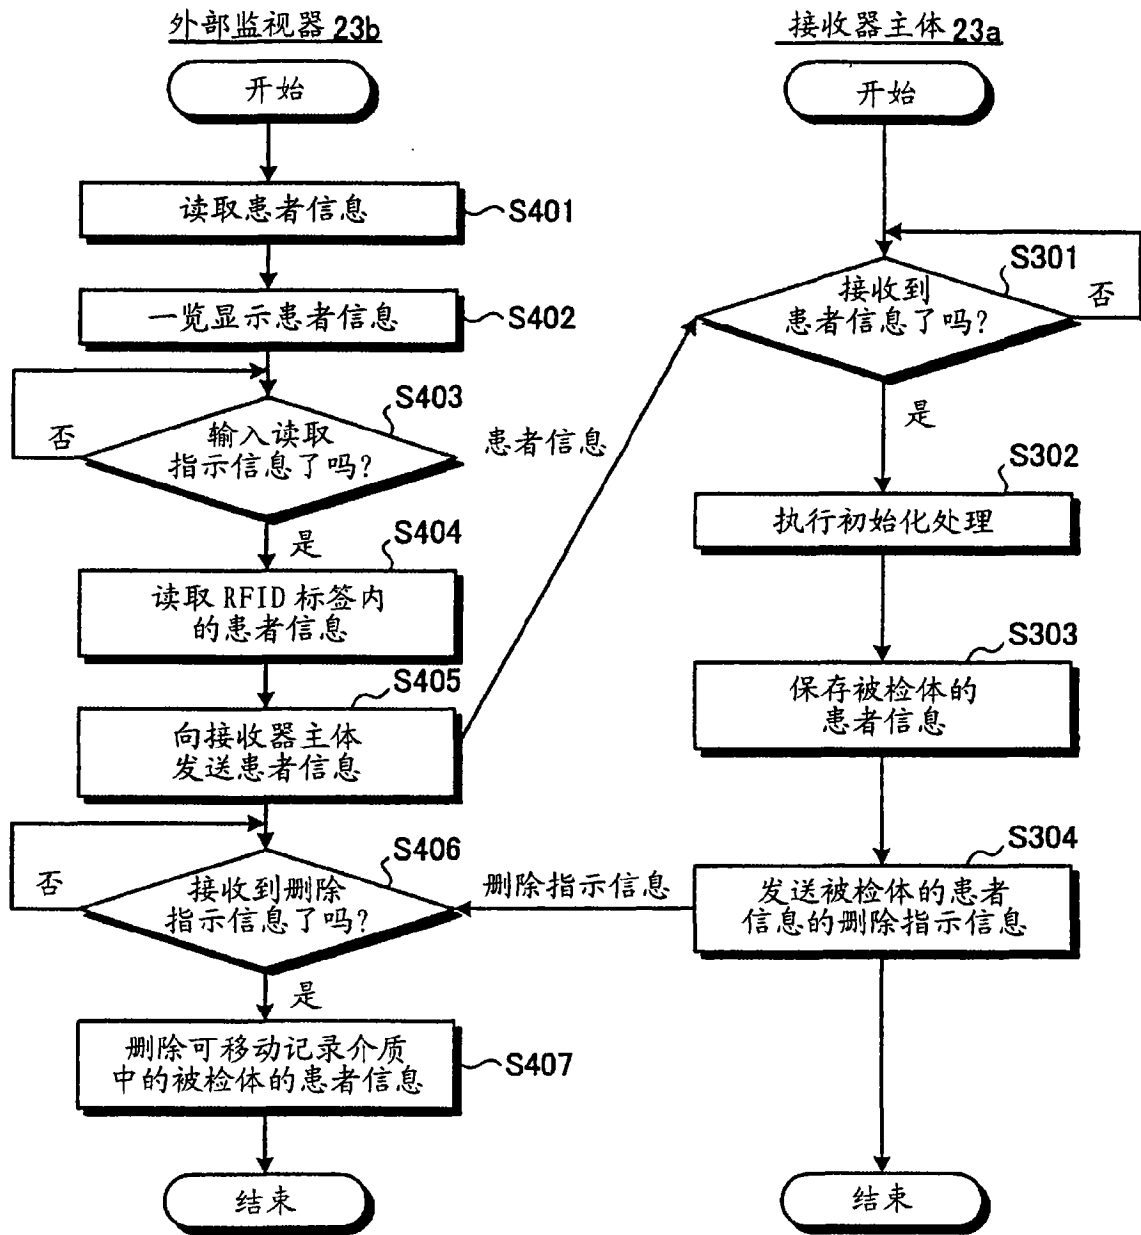 外部监视器 23b
开始
读取患者信息
S401
一览显示患者信息
S402
S403
输入读取
指示信息了吗?
否
是
S404
读取 RFID 标签内
的患者信息
S405
向接收器主体
发送患者信息
患者信息
S406
接收到删除
指示信息了吗?
否
是
删除可移动记录介质
中的被检体的患者信息
S407
结束
接收器主体 23a
开始
S301
接收到
患者信息了吗?
否
是
S302
执行初始化处理
S303
保存被检体的
患者信息
S304
发送被检体的患者
信息的删除指示信息
删除指示信息
结束